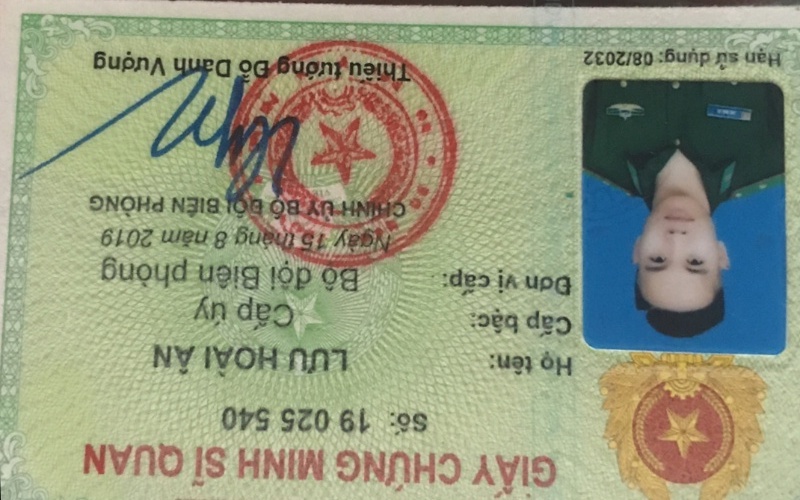 GIẤY CHỨNG MINH SĨ QUAN
Số: 19 025 540
Họ tên: LƯU HOÀI ÂN
Cấp bậc: Cấp úy
Đơn vị cấp: Bộ đội Biên phòng
Ngày 15 tháng 8 năm 2019
CHÍNH ỦY BỘ ĐỘI BIÊN PHÒNG
Thiếu tướng Đỗ Danh Vượng
Hạn sử dụng: 08/2032